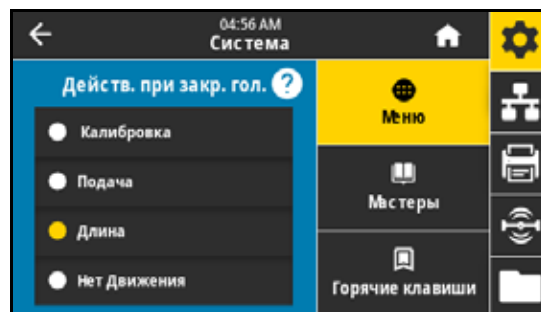 04:56 AM
Система
Действ. при закр. гол. ?
Калибровка
Подача
Длина
Нет Движения
Меню
Мастеры
Горячие клавиши